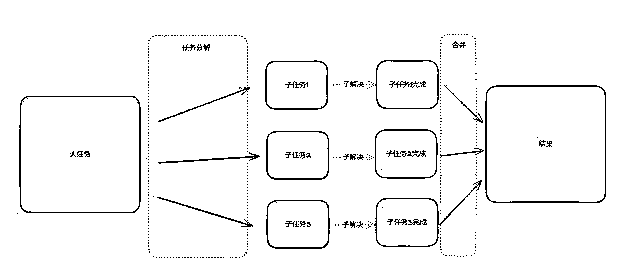 任务分解
合并
子任务1
子解决
子任务1完成
大任务
子任务2
子解决
子任务2完成
结果
子任务3
子解决
子任务3完成